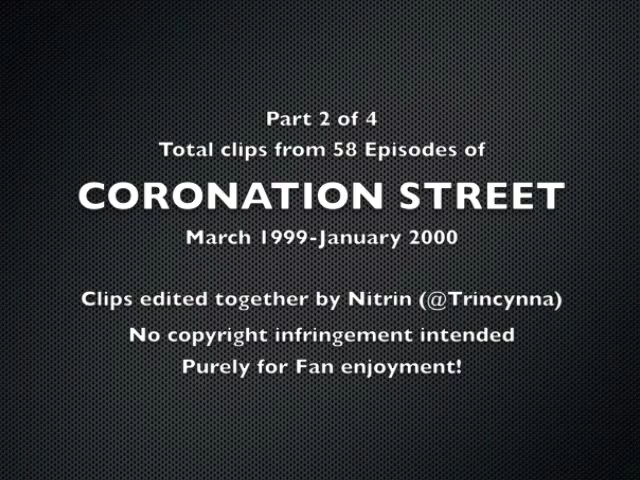 Part 2 of 4
Total clips from 58 Episodes of
CORONATION STREET
March 1999-January 2000
Clips edited together by Nitrin (@Trincynna)
No copyright infringement intended
Purely for Fan enjoyment!